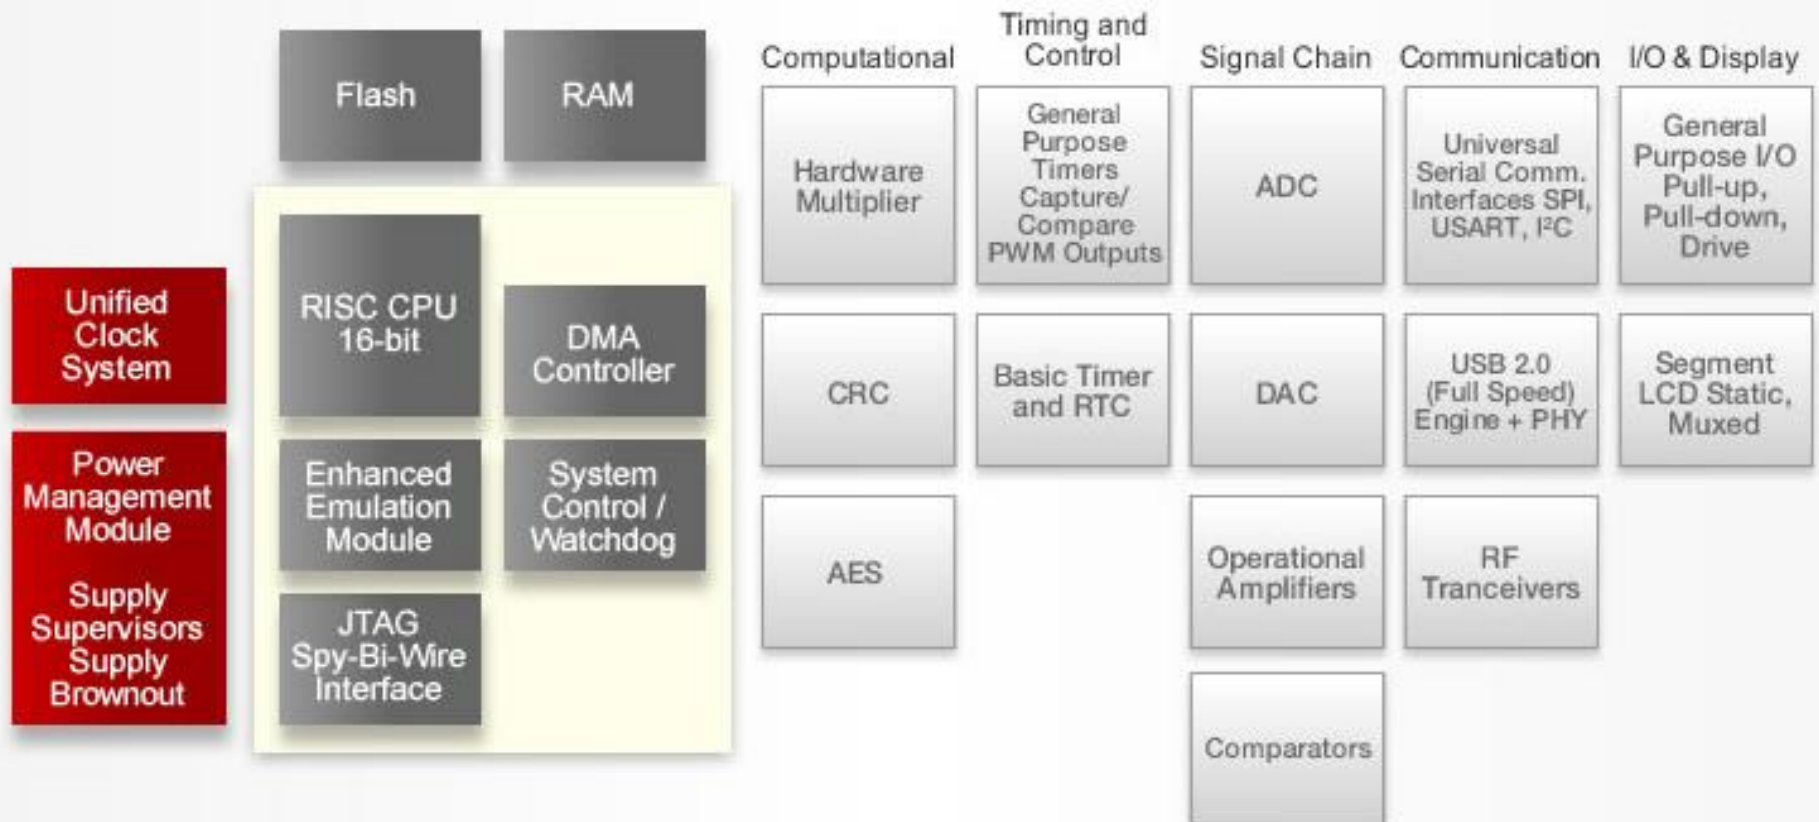 Flash
RAM
Unified
Clock
System
Power
Management
Module
Supply
Supervisors
Supply
Brownout
RISC CPU
16-bit
DMA
Controller
Enhanced
Emulation
Module
System
Control /
Watchdog
JTAG
Spy-Bi-Wire
Interface
Computational
Hardware
Multiplier
CRC
AES
Timing and
Control
General
Purpose
Timers
Capture/
Compare
PWM Outputs
Basic Timer
and RTC
Signal Chain
ADC
DAC
Operational
Amplifiers
Comparators
Communication
Universal
Serial Comm.
Interfaces SPI,
USART, I²C
USB 2.0
(Full Speed)
Engine + PHY
RF
Tranceivers
I/O & Display
General
Purpose I/O
Pull-up,
Pull-down,
Drive
Segment
LCD Static,
Muxed